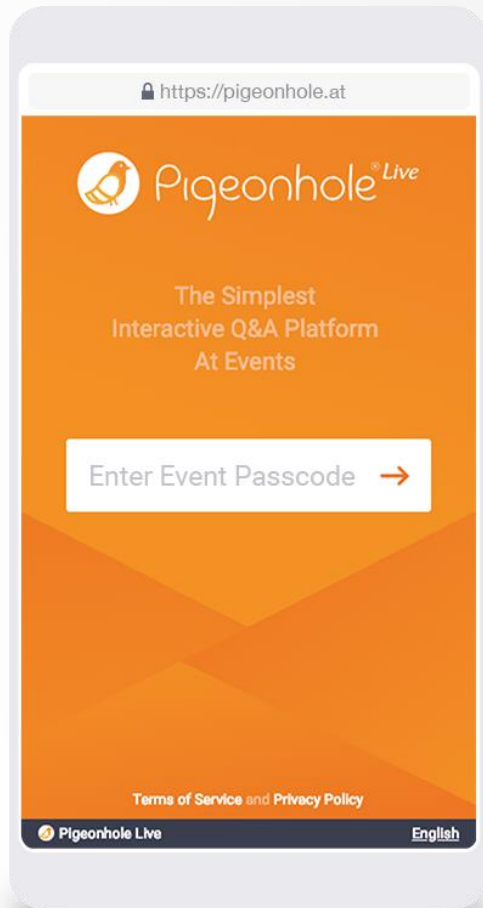 https://pigeonhole.at
Pigeonhole® Live
The Simplest
Interactive Q&A Platform
At Events
Enter Event Passcode →
Terms of Service and Privacy Policy
Pigeonhole Live English